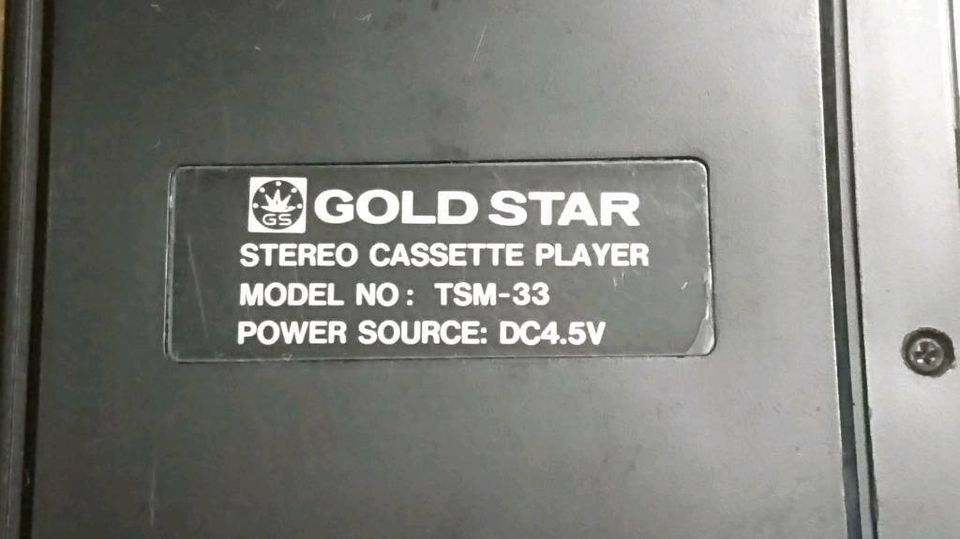 GS GOLD STAR
STEREO CASSETTE PLAYER
MODEL NO: TSM-33
POWER SOURCE: DC4.5V